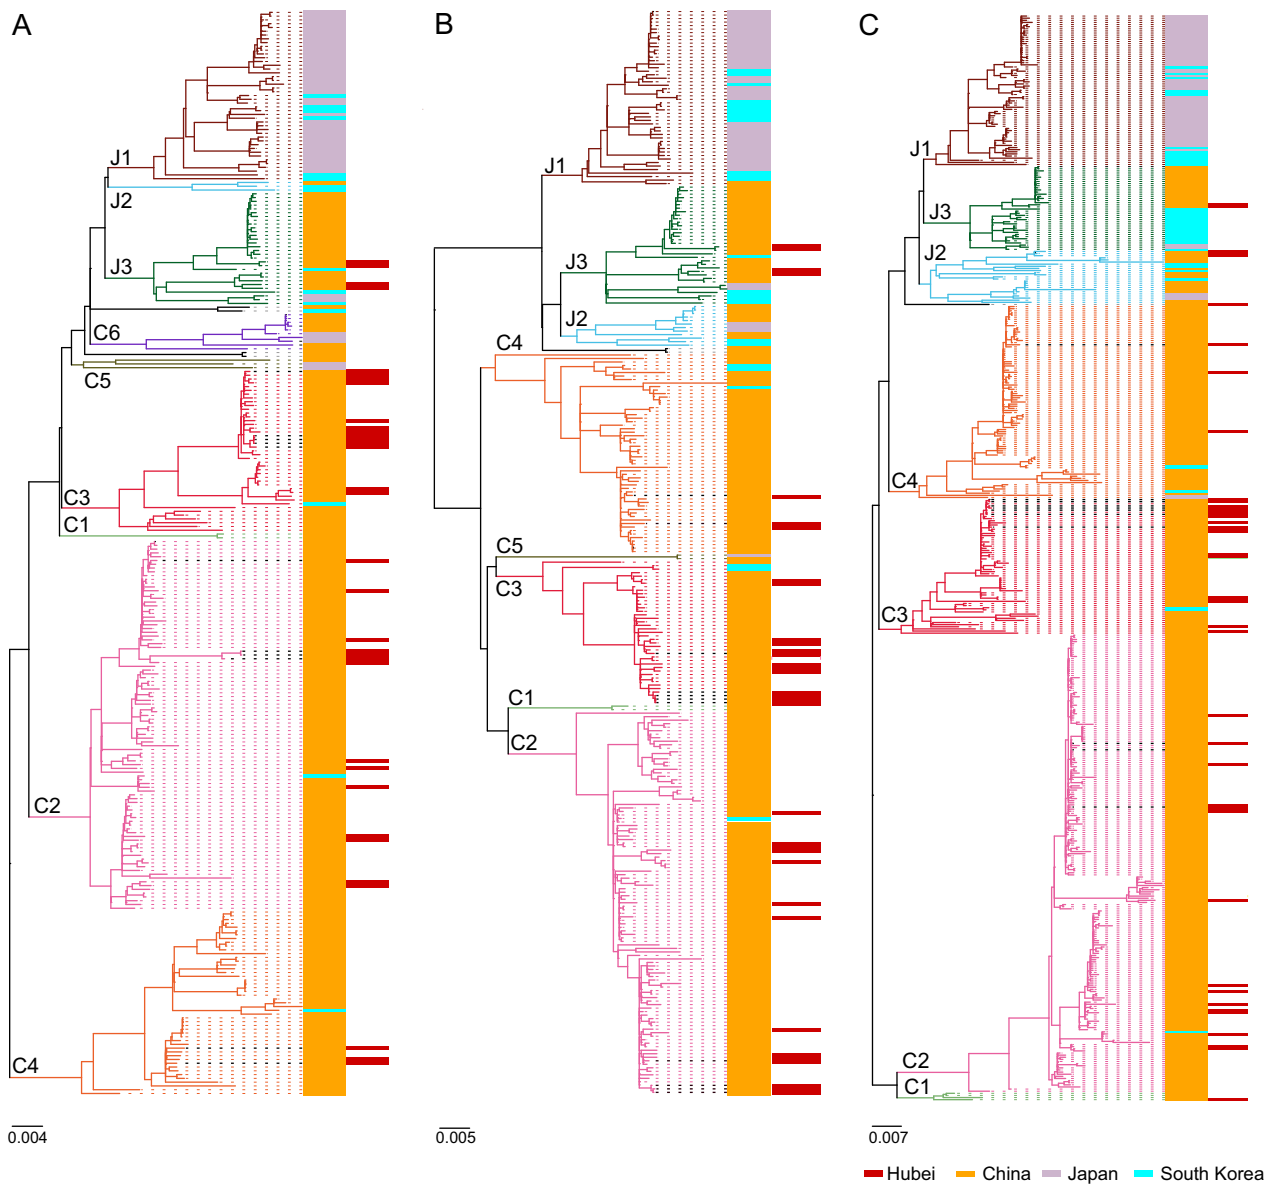 A
J1
J2
J3
C6
C5
C3
C1
C2
C4
0.004
B
J1
J3
J2
C4
C5
C3
C1
C2
0.005
C
J1
J3
J2
C4
C3
C2
C1
0.007
Hubei China Japan South Korea